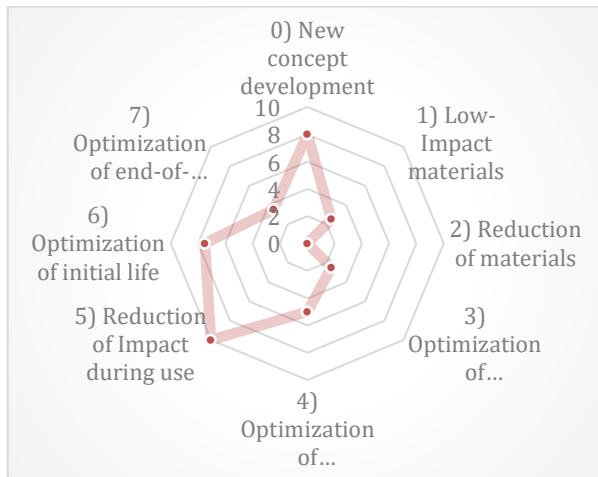 0) New
concept
development
1) Low-
Impact
materials
2) Reduction
of materials
3)
Optimization
of...
4)
Optimization
of...
5) Reduction
of Impact
during use
6)
Optimization
of initial life
7)
Optimization
of end-of-...
10
8
6
4
2
0